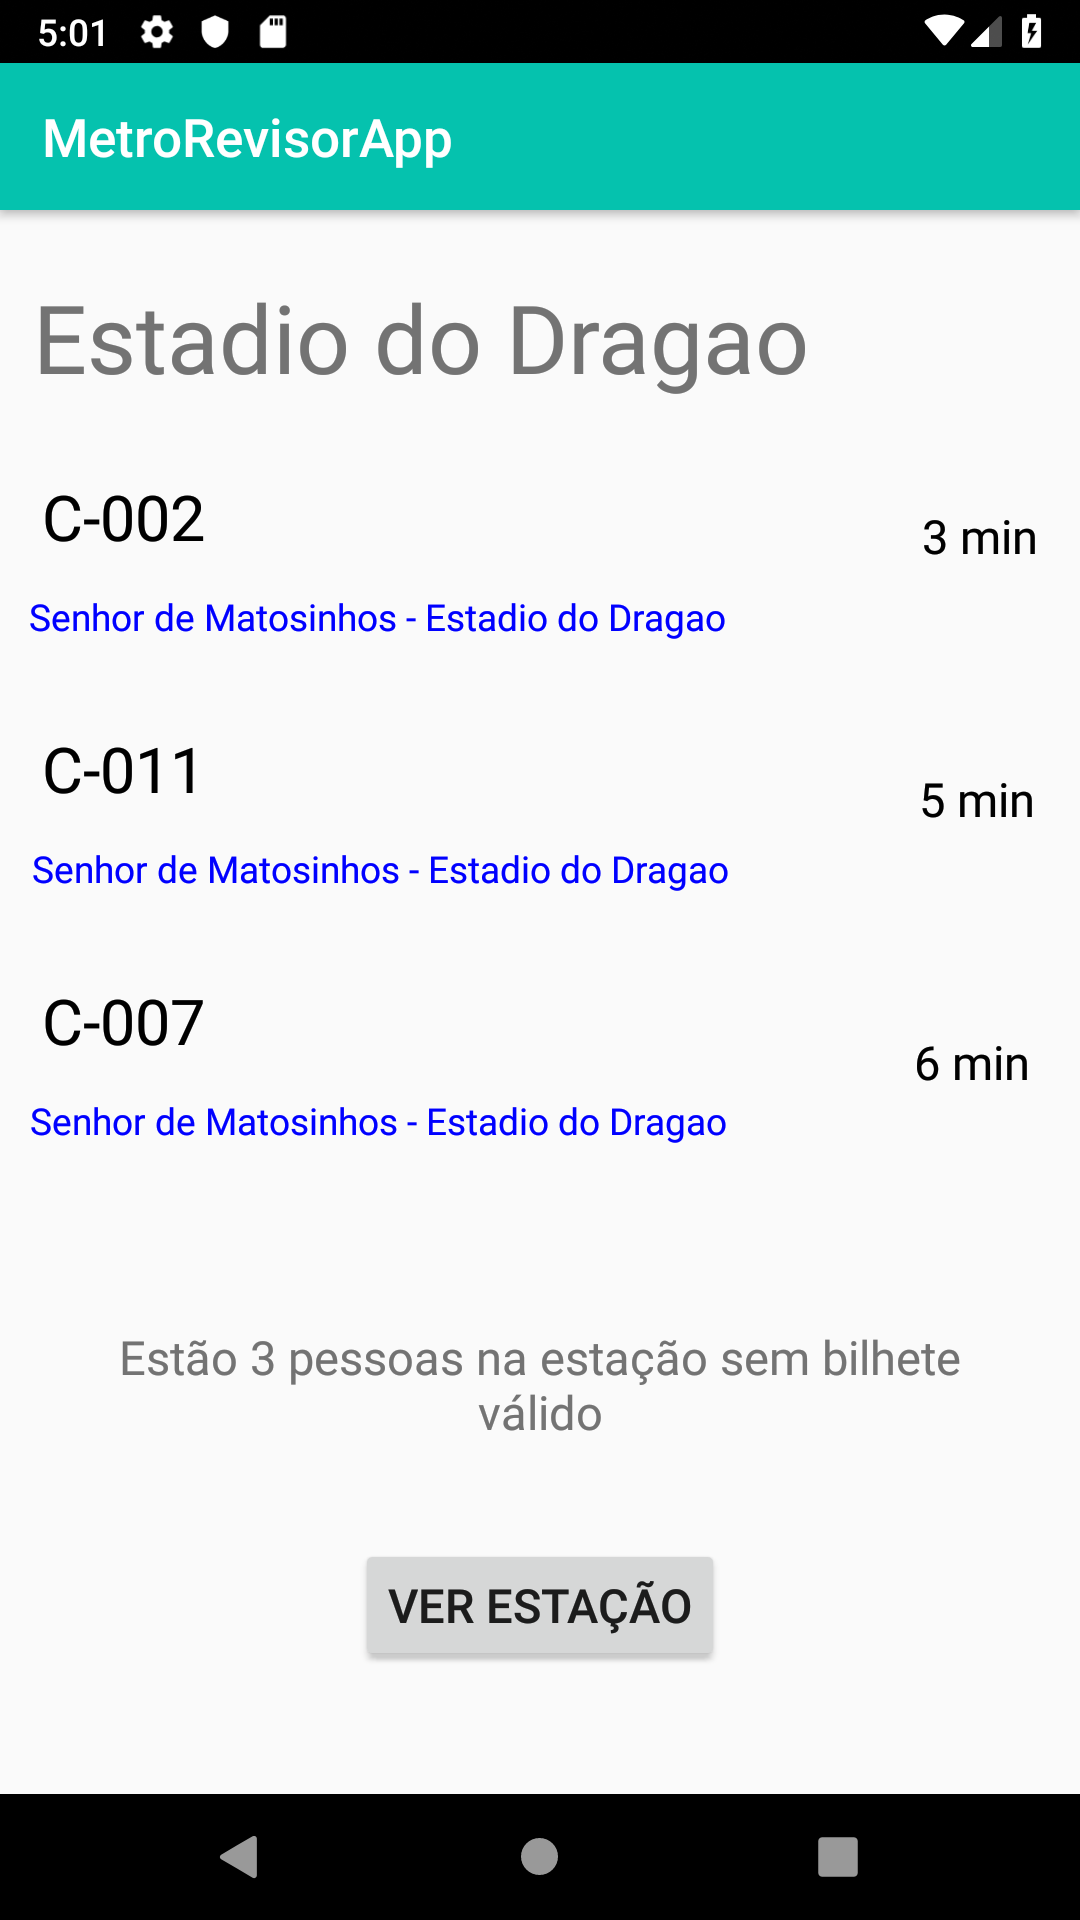 5:01
MetroRevisorApp
Estadio do Dragao
C-002
3 min
Senhor de Matosinhos - Estadio do Dragao
C-011
5 min
Senhor de Matosinhos - Estadio do Dragao
C-007
6 min
Senhor de Matosinhos - Estadio do Dragao
Estão 3 pessoas na estação sem bilhete
válido
VER ESTAÇÃO